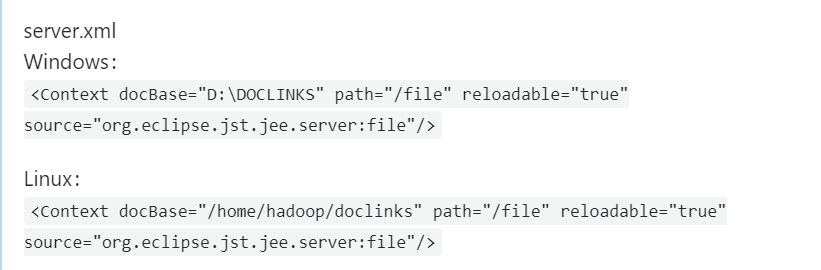 server.xml
Windows：
<Context docBase="D:\DOCLINKS" path="/file" reloadable="true"
source="org.eclipse.jst.jee.server:file"/>
Linux：
<Context docBase="/home/hadoop/doclinks" path="/file" reloadable="true"
source="org.eclipse.jst.jee.server:file"/>